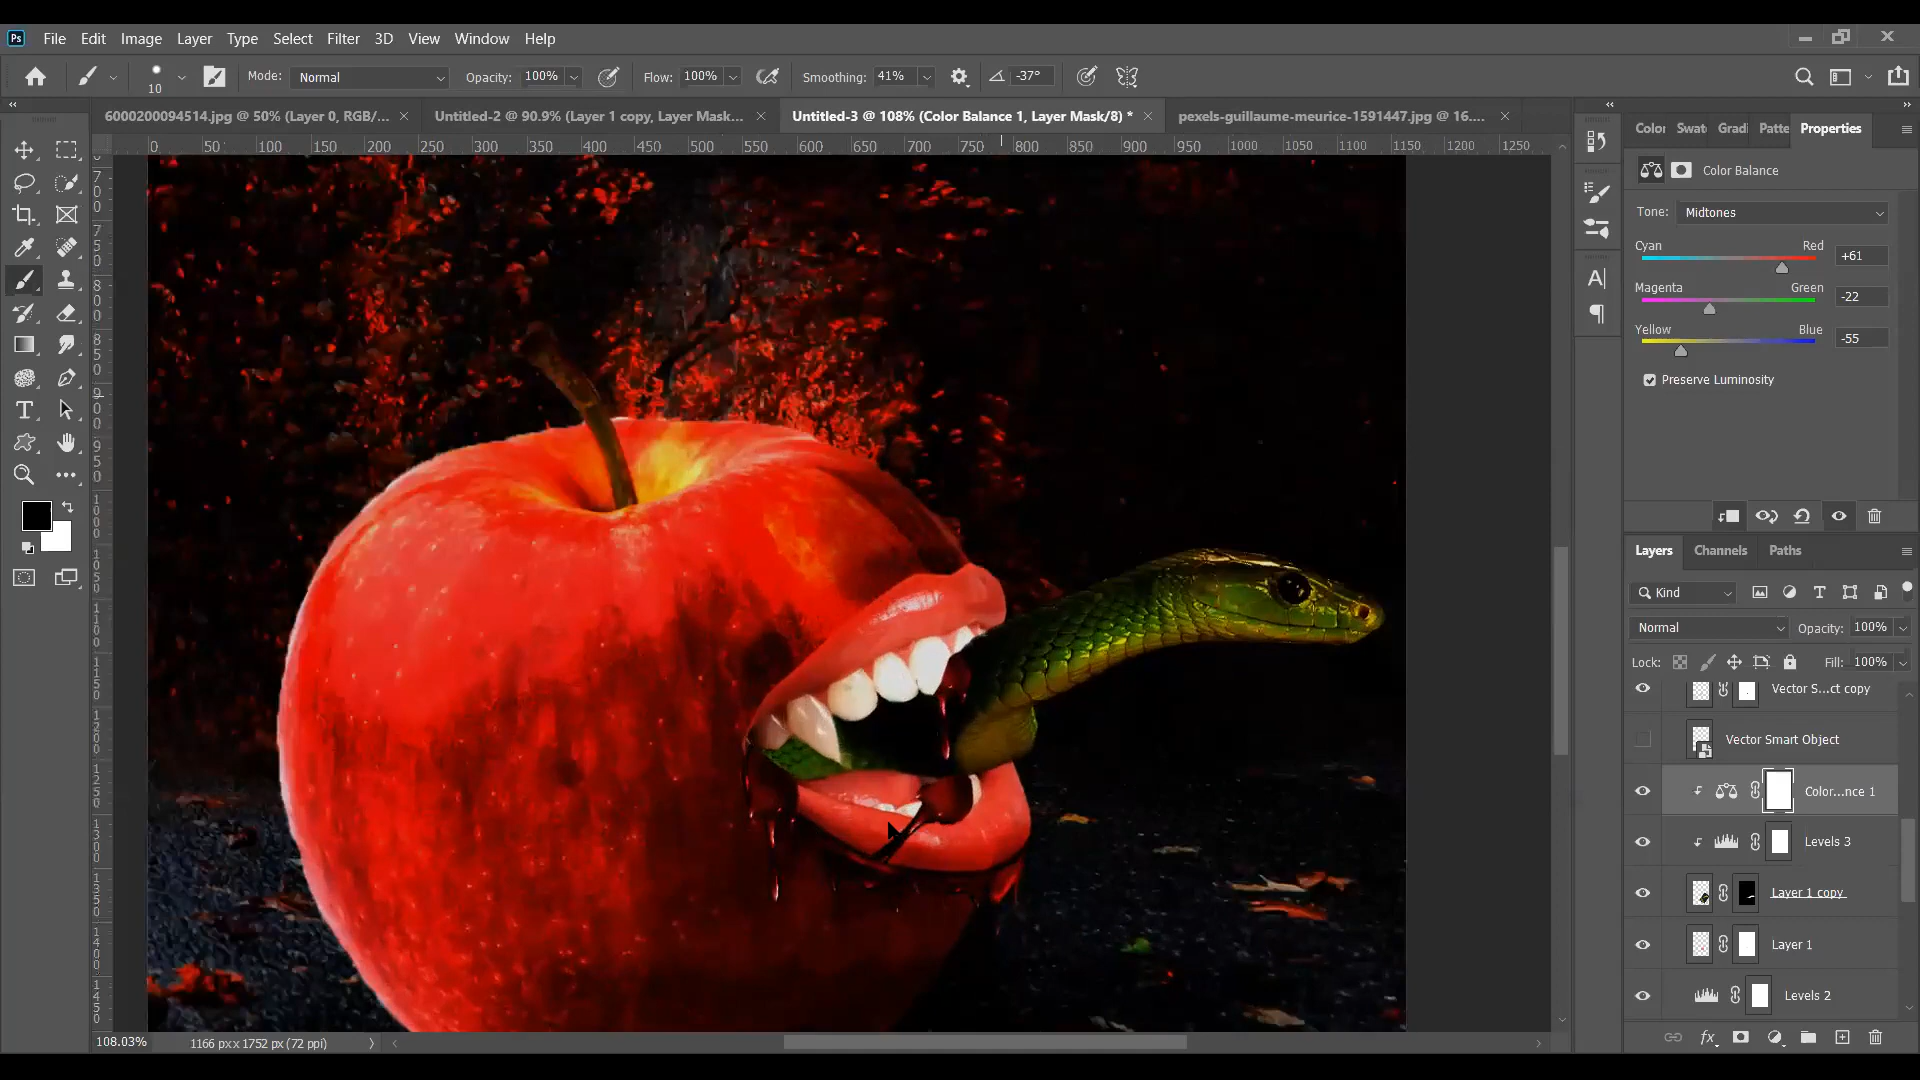 Ps File Edit Image Layer Type Select Filter 3D View Window Help
10 Mode: Normal Opacity: 100% Flow: 100% Smoothing: 41% -37°
6000200094514.jpg @ 50% (Layer 0, RGB/... Untitled-2 @ 90.9% (Layer 1 copy, Layer Mask... Untitled-3 @ 108% (Color Balance 1, Layer Mask/8) * pexels-guillaume-meurice-1591447.jpg @ 16....
0 50 100 150 200 250 300 350 400 450 500 550 600 650 700 750 800 850 900 950 1000 1050 1100 1150 1200 1250
Color Swatc Gradi Patte Properties
Color Balance
Tone: Midtones
Cyan Red +61
Magenta Green -22
Yellow Blue -55
Preserve Luminosity
Layers Channels Paths
Kind
Normal Opacity: 100%
Lock: Fill: 100%
Vector S...ct copy
Vector Smart Object
Color...nce 1
Levels 3
Layer 1 copy
Layer 1
Levels 2
108.03% 1166 px x 1752 px (72 ppi)